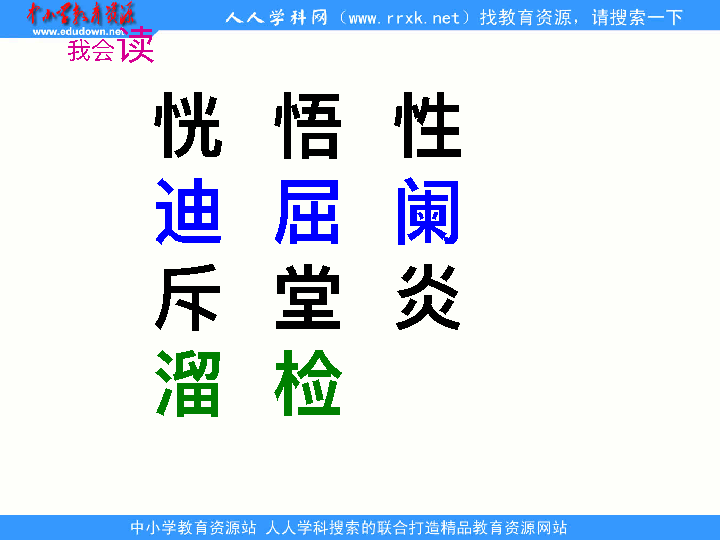 中小学教育资源
www.edudown.net
人人学科网（www.rrxk.net）找教育资源，请搜索一下
我会读
恍 悟 性
迪 屈 阑
斥 堂 炎
溜 检
中小学教育资源站 人人学科搜索的联合打造精品教育资源网站